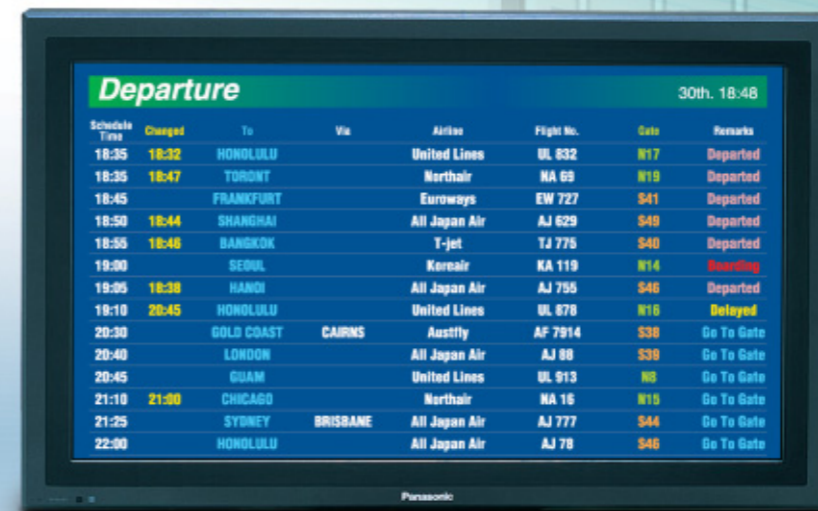 Departure 30th. 18:48
Schedule Time Changed To Via Airline Flight No. Gate Remarks
18:35 18:32 HONOLULU United Lines UL 832 N17 Departed
18:35 18:47 TORONT Northair NA 69 N19 Departed
18:45 FRANKFURT Euroways EW 727 S41 Departed
18:50 18:44 SHANGHAI All Japan Air AJ 629 S49 Departed
18:55 18:46 BANGKOK T-jet TJ 775 S40 Departed
19:00 SEOUL Koreair KA 119 N14 Boarding
19:05 18:38 HANOI All Japan Air AJ 755 S46 Departed
19:10 20:45 HONOLULU United Lines UL 878 N16 Delayed
20:30 GOLD COAST CAIRNS Austfly AF 7914 S38 Go To Gate
20:40 LONDON All Japan Air AJ 88 S39 Go To Gate
20:45 GUAM United Lines UL 913 N8 Go To Gate
21:10 21:00 CHICAGO Northair NA 16 N15 Go To Gate
21:25 SYDNEY BRISBANE All Japan Air AJ 777 S44 Go To Gate
22:00 HONOLULU All Japan Air AJ 78 S46 Go To Gate
Panasonic